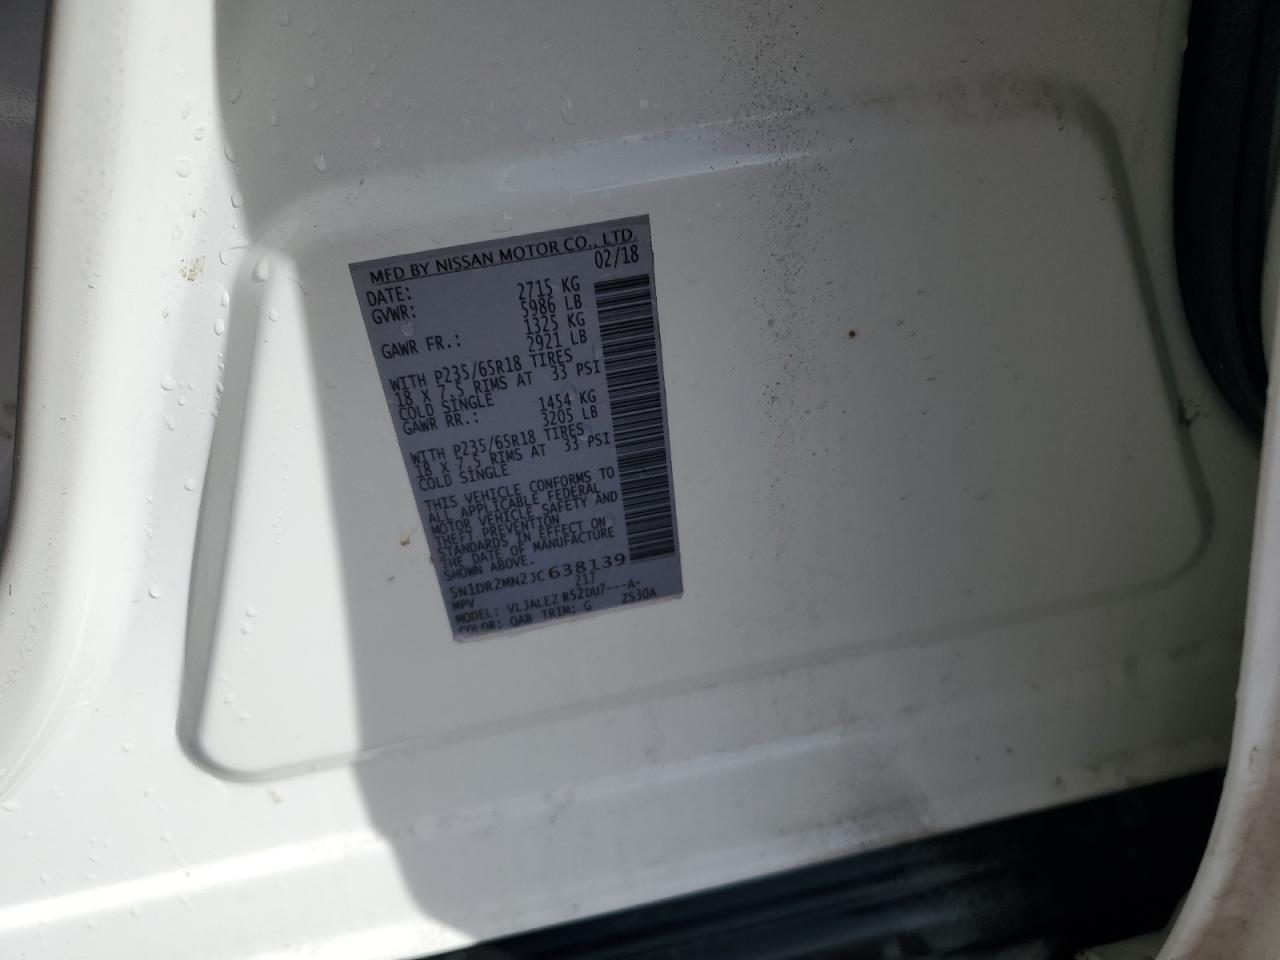 MFD BY NISSAN MOTOR CO., LTD.
DATE: 02/18
GVWR: 2715 KG
5986 LB
GAWR FR.: 1325 KG
2921 LB
WITH P235/65R18 TIRES
18 X 7.5 RIMS AT 33 PSI
COLD SINGLE
GAWR RR.: 1454 KG
3205 LB
WITH P235/65R18 TIRES
18 X 7.5 RIMS AT 33 PSI
COLD SINGLE
THIS VEHICLE CONFORMS TO
ALL APPLICABLE FEDERAL
MOTOR VEHICLE SAFETY AND
THEFT PREVENTION
STANDARDS IN EFFECT ON
THE DATE OF MANUFACTURE
SHOWN ABOVE.
5N1DR2MN2JC638139
MPV 217
MODEL: VLJALEZ R52DU7---A-
COLOR: QAB TRIM: G ZS30A